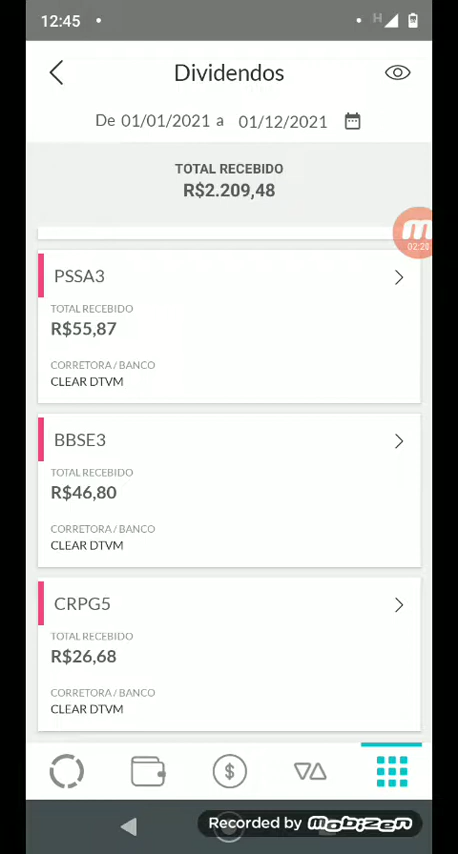 12:45
H
Dividendos
De 01/01/2021 a 01/12/2021
TOTAL RECEBIDO
R$2.209,48
02:20
PSSA3
TOTAL RECEBIDO
R$55,87
CORRETORA / BANCO
CLEAR DTVM
BBSE3
TOTAL RECEBIDO
R$46,80
CORRETORA / BANCO
CLEAR DTVM
CRPG5
TOTAL RECEBIDO
R$26,68
CORRETORA / BANCO
CLEAR DTVM
Recorded by mobizen